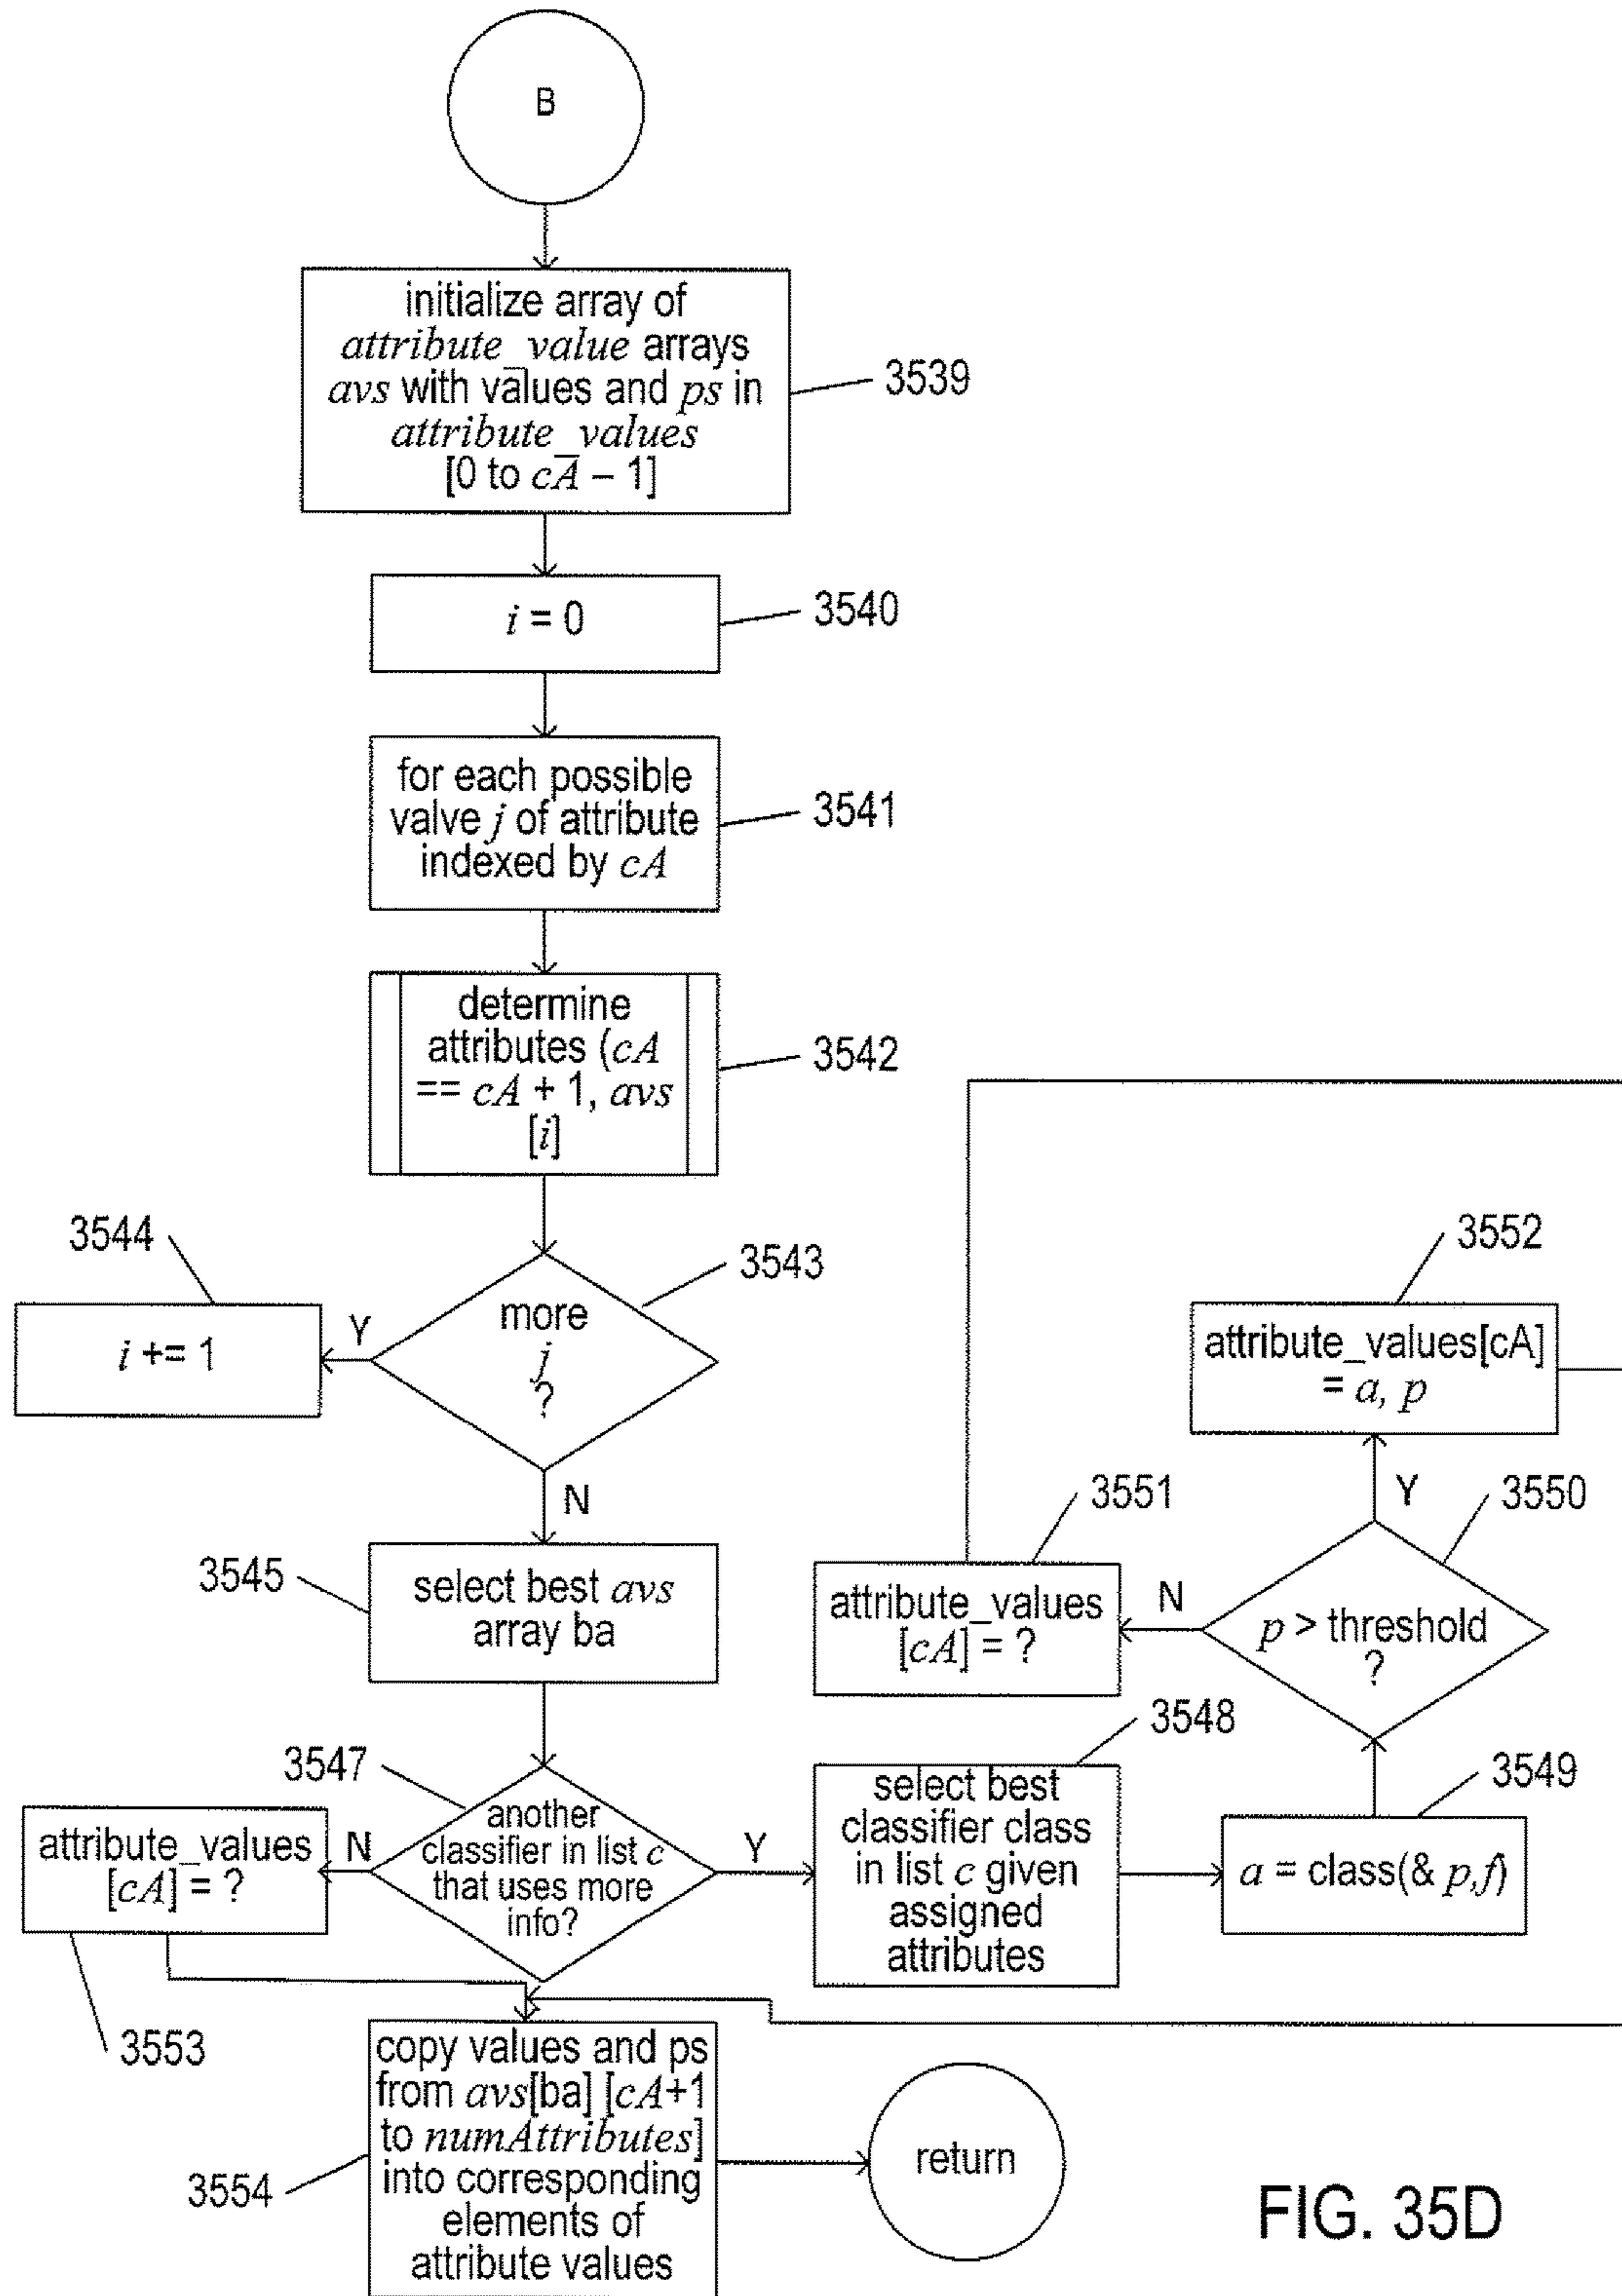 B
initialize array of
attribute_value arrays
avs with values and ps in
attribute_values
[0 to cA – 1]
3539
i = 0
3540
for each possible
valve j of attribute
indexed by cA
3541
determine
attributes (cA
== cA + 1, avs
[i]
3542
3544
i += 1
Y
more
j
?
3543
N
3545
select best avs
array ba
3547
another
classifier in list c
that uses more
info?
N
attribute_values
[cA] = ?
3553
Y
select best
classifier class
in list c given
assigned
attributes
3548
a = class(& p,f)
3549
p > threshold
?
3550
N
attribute_values
[cA] = ?
3551
Y
attribute_values[cA]
= a, p
3552
copy values and ps
from avs[ba] [cA+1
to numAttributes]
into corresponding
elements of
attribute values
3554
return
FIG. 35D